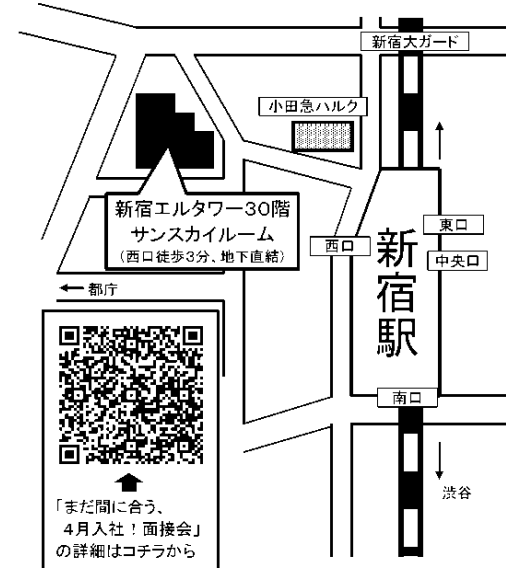 新宿大ガード
小田急ハルク
新宿エルタワー30階
サンスカイルーム
(西口徒歩3分、地下直結)
西口
新宿駅
東口
中央口
←都庁
南口
渋谷
「まだ間に合う、
4月入社!面接会」
の詳細はコチラから